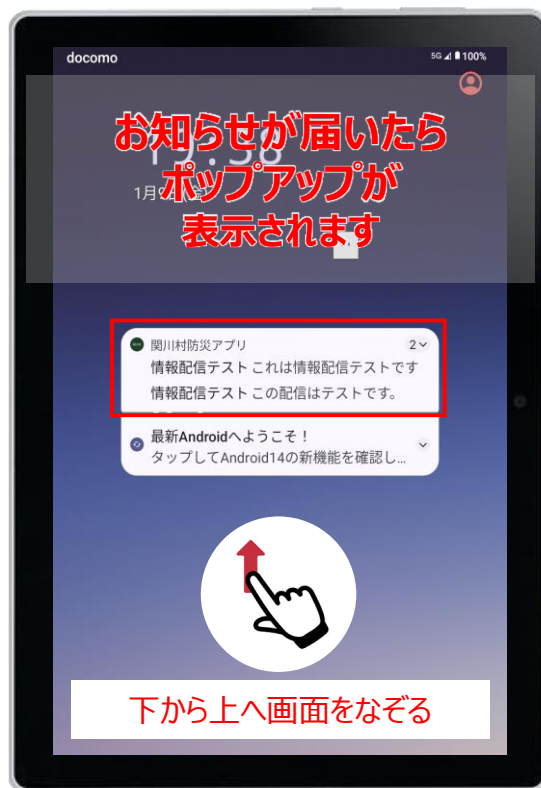 docomo
5G 100%
お知らせが届いたら
ポップアップが
表示されます
関川村防災アプリ 2
情報配信テスト これは情報配信テストです
情報配信テスト この配信はテストです。
最新Androidへようこそ！
タップしてAndroid14の新機能を確認し...
下から上へ画面をなぞる